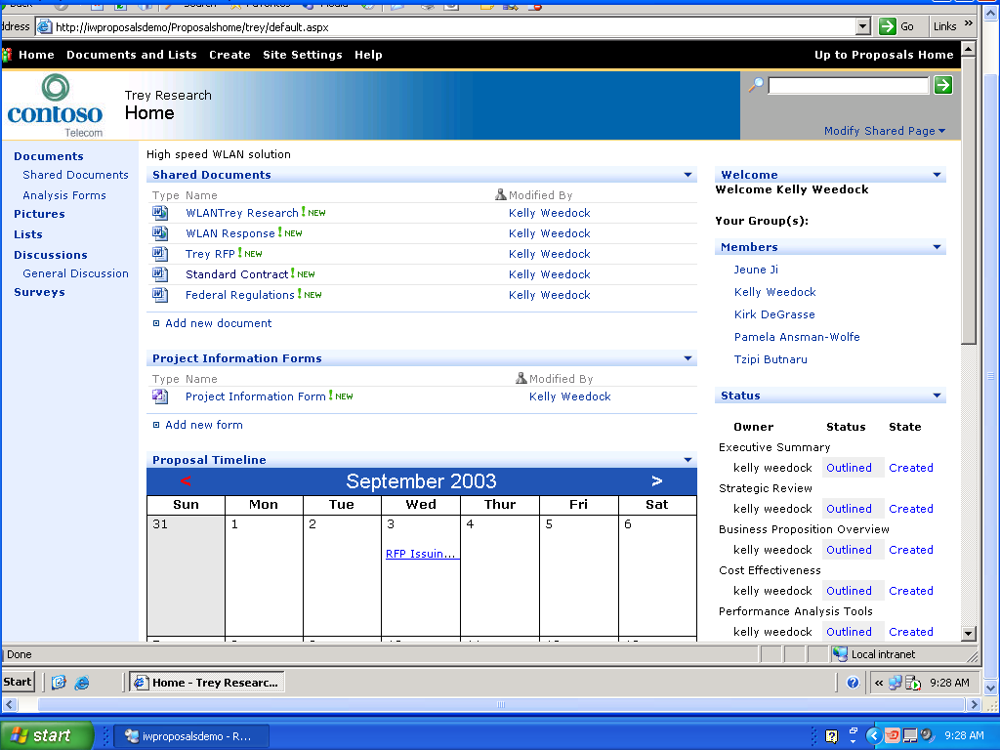 ddress http://iwproposalsdemo/Proposalshome/trey/default.aspx Go Links »
Home Documents and Lists Create Site Settings Help Up to Proposals Home
contoso
Telecom
Trey Research
Home
Modify Shared Page
Documents
Shared Documents
Analysis Forms
Pictures
Lists
Discussions
General Discussion
Surveys
High speed WLAN solution
Shared Documents
Type Name Modified By
WLANTrey Research ! NEW Kelly Weedock
WLAN Response ! NEW Kelly Weedock
Trey RFP ! NEW Kelly Weedock
Standard Contract ! NEW Kelly Weedock
Federal Regulations ! NEW Kelly Weedock
Add new document
Project Information Forms
Type Name Modified By
Project Information Form ! NEW Kelly Weedock
Add new form
Proposal Timeline
< September 2003 >
Sun Mon Tue Wed Thur Fri Sat
31 1 2 3 4 5 6
RFP Issuin...
Welcome
Welcome Kelly Weedock
Your Group(s):
Members
Jeune Ji
Kelly Weedock
Kirk DeGrasse
Pamela Ansman-Wolfe
Tzipi Butnaru
Status
Owner Status State
Executive Summary
kelly weedock Outlined Created
Strategic Review
kelly weedock Outlined Created
Business Proposition Overview
kelly weedock Outlined Created
Cost Effectiveness
kelly weedock Outlined Created
Performance Analysis Tools
kelly weedock Outlined Created
Done Local intranet
Start Home - Trey Researc... « 9:28 AM
start iwproposalsdemo - R... 9:28 AM